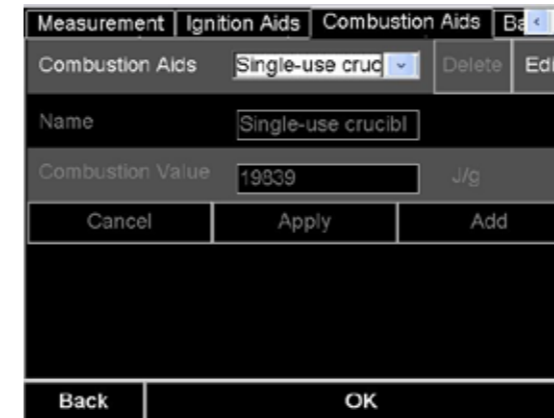 Measurement Ignition Aids Combustion Aids Ba
Combustion Aids Single-use cruc Delete Edi
Name Single-use crucibl
Combustion Value 19839 J/g
Cancel Apply Add
Back OK